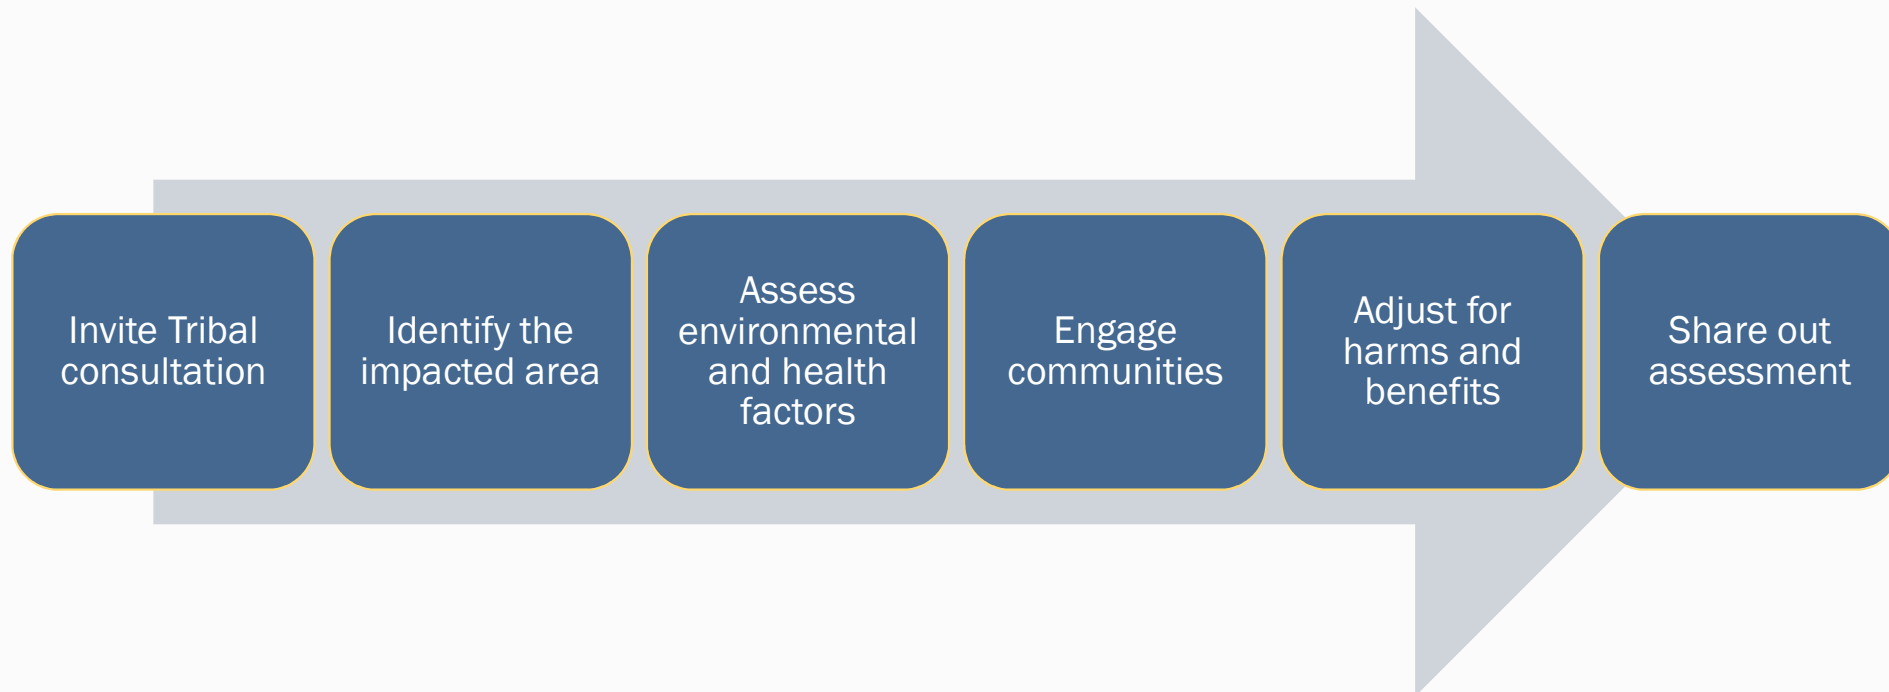 Invite Tribal
consultation
Identify the
impacted area
Assess
environmental
and health
factors
Engage
communities
Adjust for
harms and
benefits
Share out
assessment